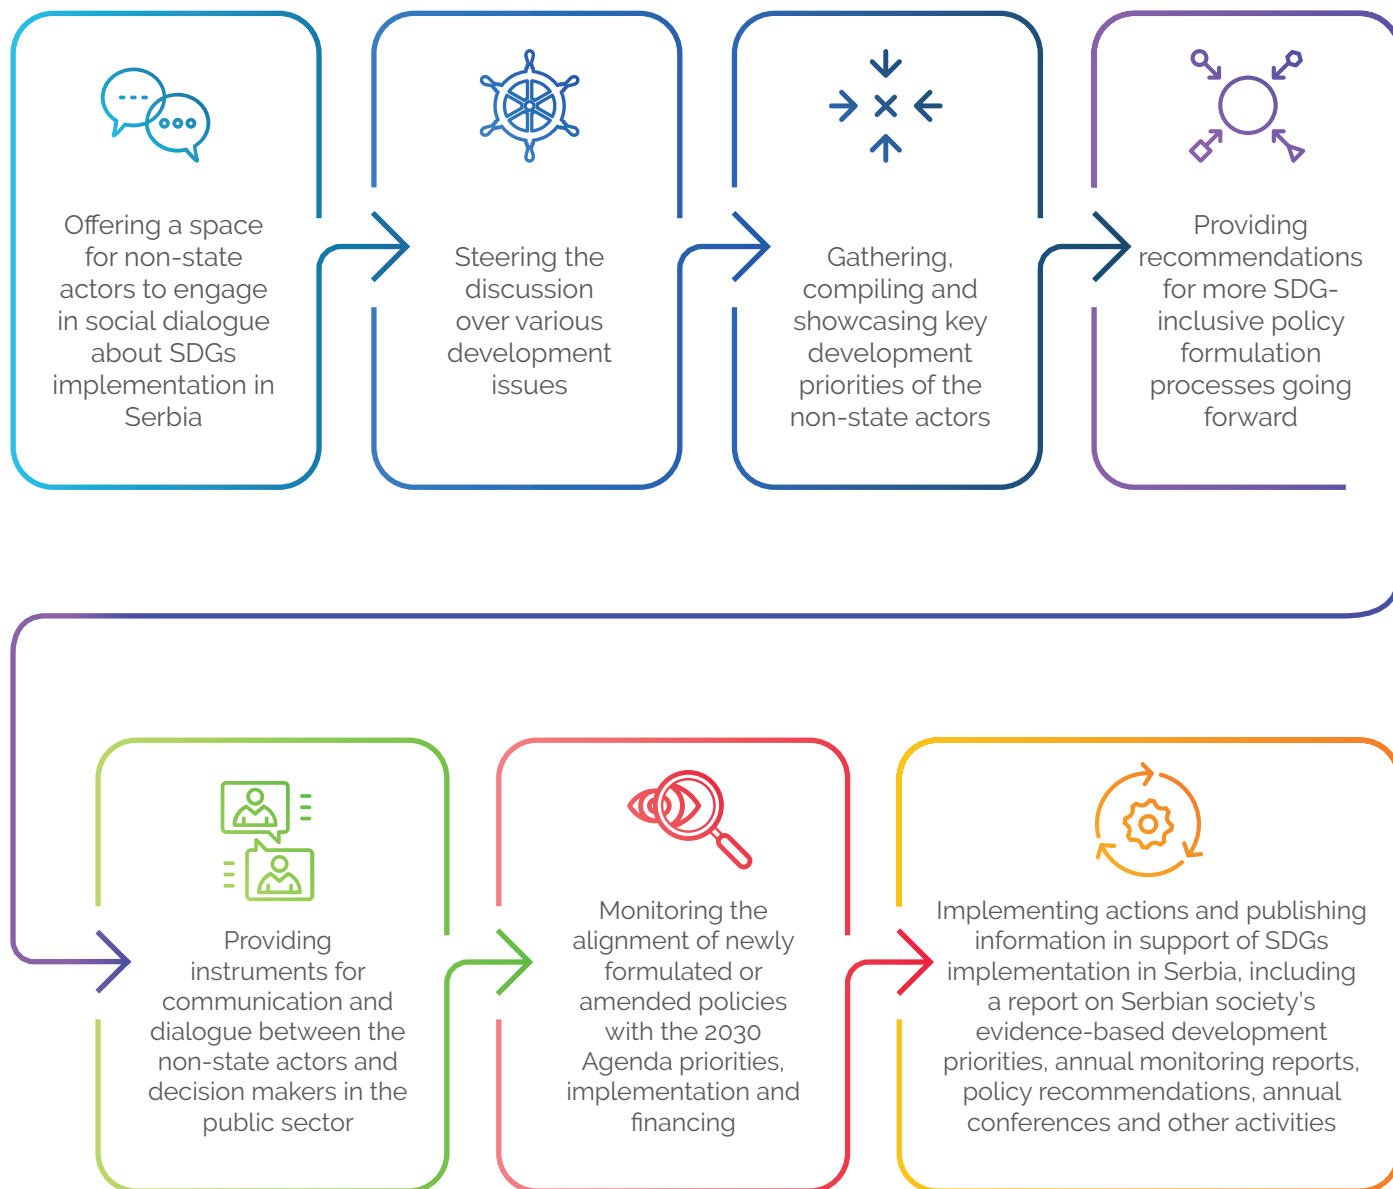 Offering a space
for non-state
actors to engage
in social dialogue
about SDGs
implementation in
Serbia
Steering the
discussion
over various
development
issues
Gathering,
compiling and
showcasing key
development
priorities of the
non-state actors
Providing
recommendations
for more SDG-
inclusive policy
formulation
processes going
forward
Providing
instruments for
communication and
dialogue between the
non-state actors and
decision makers in the
public sector
Monitoring the
alignment of newly
formulated or
amended policies
with the 2030
Agenda priorities,
implementation and
financing
Implementing actions and publishing
information in support of SDGs
implementation in Serbia, including
a report on Serbian society’s
evidence-based development
priorities, annual monitoring reports,
policy recommendations, annual
conferences and other activities